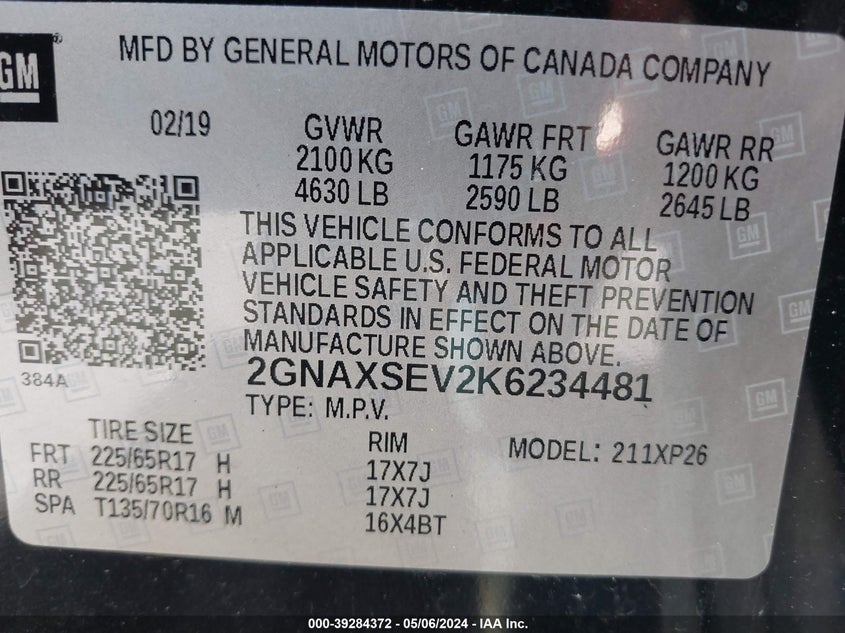 GM
MFD BY GENERAL MOTORS OF CANADA COMPANY
02/19 GVWR GAWR FRT GAWR RR
2100 KG 1175 KG 1200 KG
4630 LB 2590 LB 2645 LB
THIS VEHICLE CONFORMS TO ALL
APPLICABLE U.S. FEDERAL MOTOR
VEHICLE SAFETY AND THEFT PREVENTION
STANDARDS IN EFFECT ON THE DATE OF
MANUFACTURE SHOWN ABOVE.
384A
2GNAXSEV2K6234481
TYPE: M.P.V.
TIRE SIZE RIM MODEL: 211XP26
FRT 225/65R17 H 17X7J
RR 225/65R17 H 17X7J
SPA T135/70R16 M 16X4BT
000-39284372 — 05/06/2024 — IAA Inc.